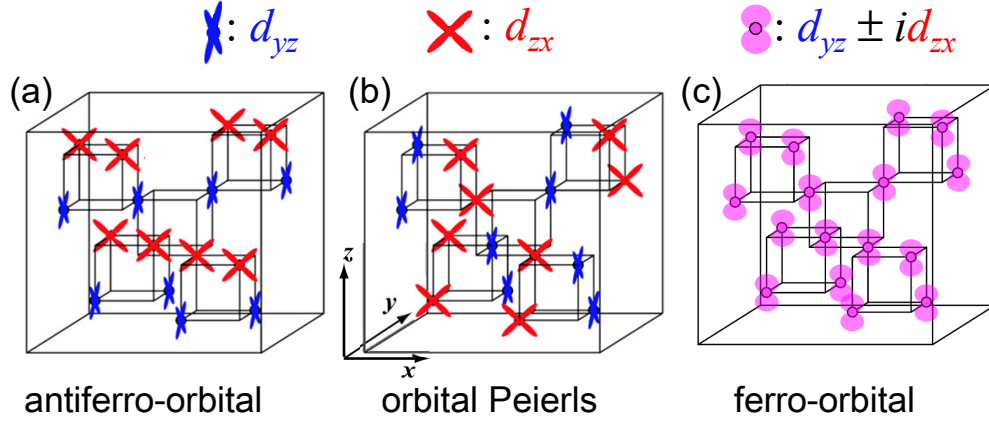 : d_yz : d_zx : d_yz ± id_zx
(a) (b) (c)
z
y
x
antiferro-orbital orbital Peierls ferro-orbital